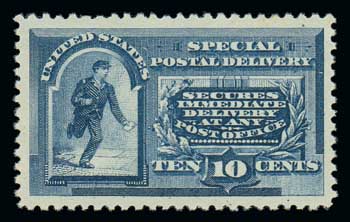 UNITED STATES
SPECIAL
POSTAL DELIVERY
SECURES
IMMEDIATE
DELIVERY
AT ANY
POST OFFICE
TEN 10 CENTS